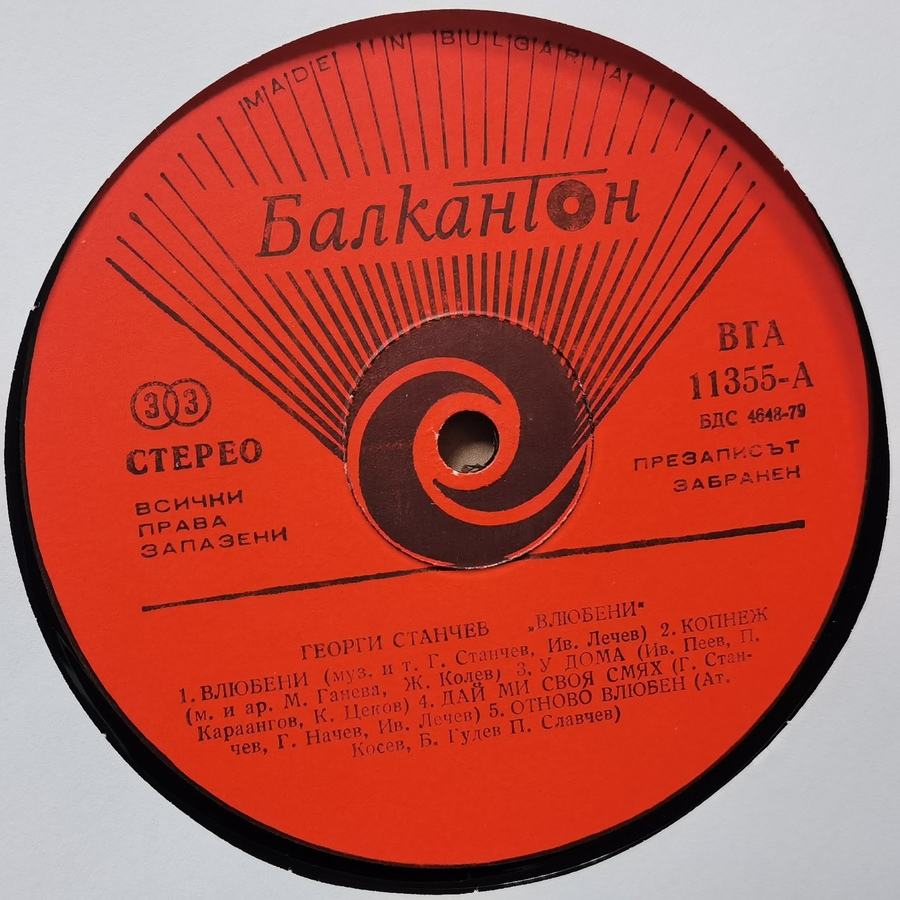 MADE IN BULGARIA
Балкантон
33
СТЕРЕО
ВСИЧКИ
ПРАВА
ЗАПАЗЕНИ
ВТА
11355-А
БДС 4648-79
ПРЕЗАПИСЪТ
ЗАБРАНЕН
ГЕОРГИ СТАНЧЕВ „ВЛЮБЕНИ“
1. ВЛЮБЕНИ (муз. и т. Г. Станчев, Ив. Лечев) 2. КОПНЕЖ
(м. и ар. М. Ганева, Ж. Колев) 3. У ДОМА (Ив. Пеев, П.
Караангов, К. Цеков) 4. ДАЙ МИ СВОЯ СМЯХ (Г. Стан-
чев, Г. Начев, Ив. Лечев) 5. ОТНОВО ВЛЮБЕН (Ат.
Косев, Б. Гудев П. Славчев)